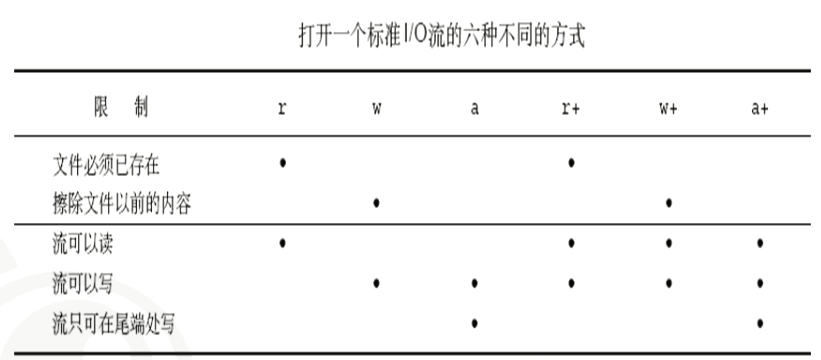 打开一个标准I/O流的六种不同的方式
限 制 r w a r+ w+ a+
文件必须已存在 • •
擦除文件以前的内容 • •
流可以读 • • • •
流可以写 • • • • •
流只可在尾端处写 • •